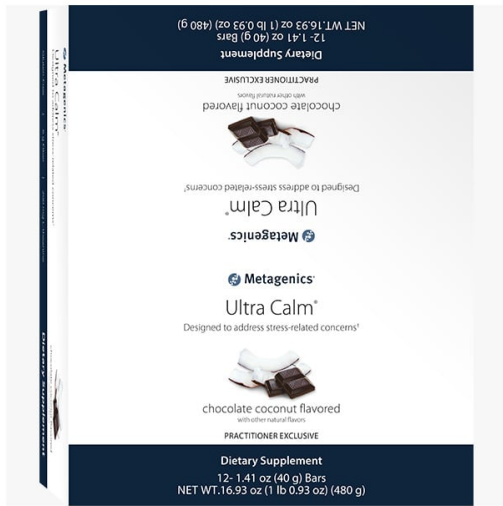 NET WT.16.93 oz (1 lb 0.93 oz) (480 g)
12- 1.41 oz (40 g) Bars
Dietary Supplement
PRACTITIONER EXCLUSIVE
with other natural flavors
chocolate coconut flavored
Designed to address stress-related concerns†
Ultra Calm®
Metagenics®
Metagenics®
Ultra Calm®
Designed to address stress-related concerns†
chocolate coconut flavored
with other natural flavors
PRACTITIONER EXCLUSIVE
Dietary Supplement
12- 1.41 oz (40 g) Bars
NET WT.16.93 oz (1 lb 0.93 oz) (480 g)
Metagenics®
Ultra Calm®
Dietary Supplement